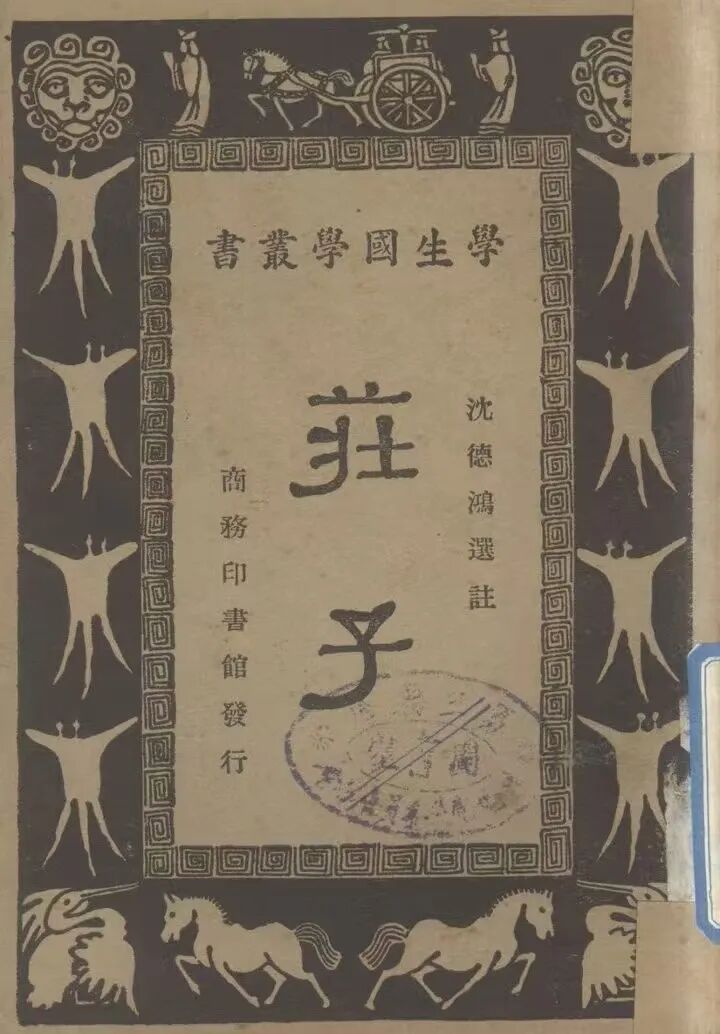 學生國學叢書
沈德鴻選註
莊子
商務印書館發行